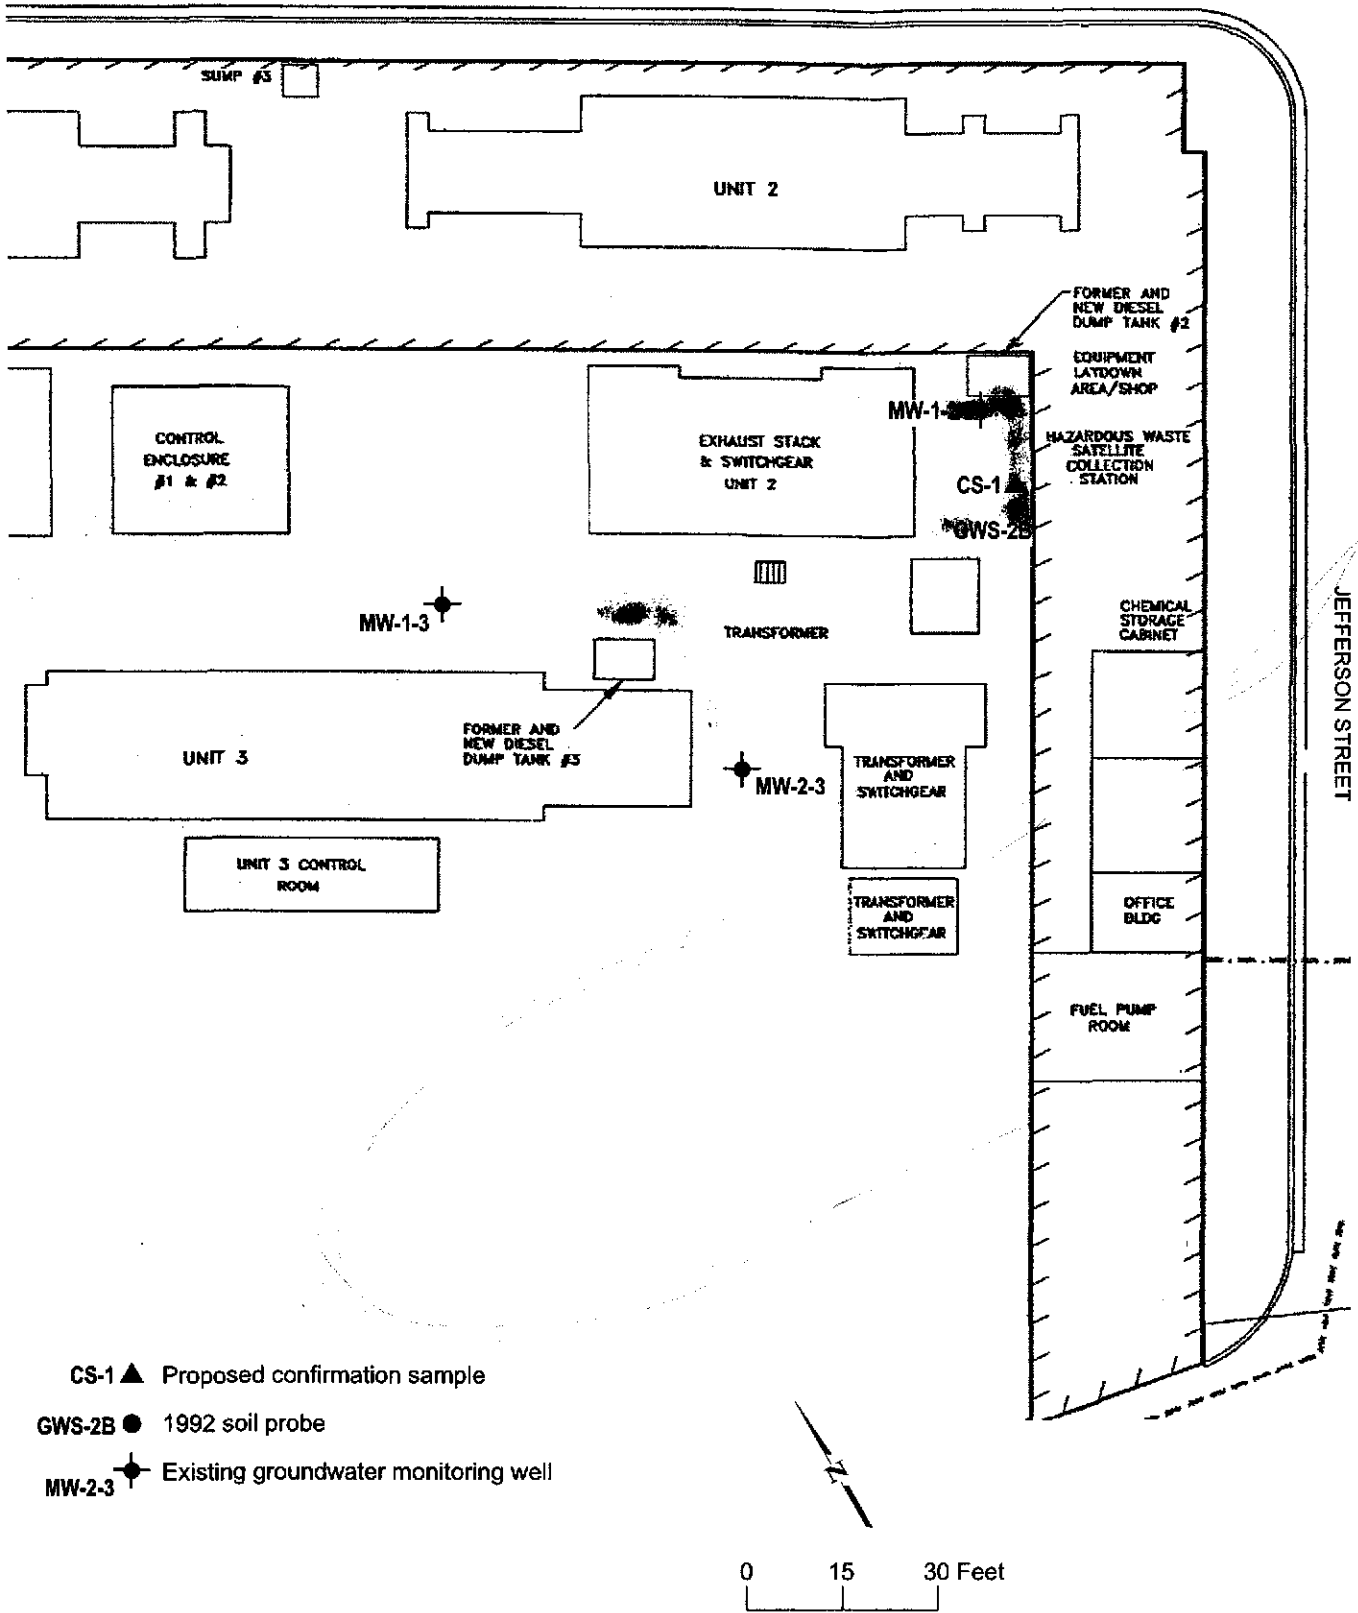 SUMP #3
UNIT 2
FORMER AND
NEW DIESEL
DUMP TANK #2
EQUIPMENT
LAYDOWN
AREA/SHOP
MW-1-
CONTROL
ENCLOSURE
#1 & #2
EXHAUST STACK
& SWITCHGEAR
UNIT 2
HAZARDOUS WASTE
SATELLITE
COLLECTION
STATION
CS-1
GWS-2B
MW-1-3
TRANSFORMER
CHEMICAL
STORAGE
CABINET
JEFFERSON STREET
UNIT 3
FORMER AND
NEW DIESEL
DUMP TANK #3
MW-2-3
TRANSFORMER
AND
SWITCHGEAR
UNIT 3 CONTROL
ROOM
TRANSFORMER
AND
SWITCHGEAR
OFFICE
BLDG
FUEL PUMP
ROOM
CS-1 Proposed confirmation sample
GWS-2B 1992 soil probe
MW-2-3 Existing groundwater monitoring well
N
0 15 30 Feet